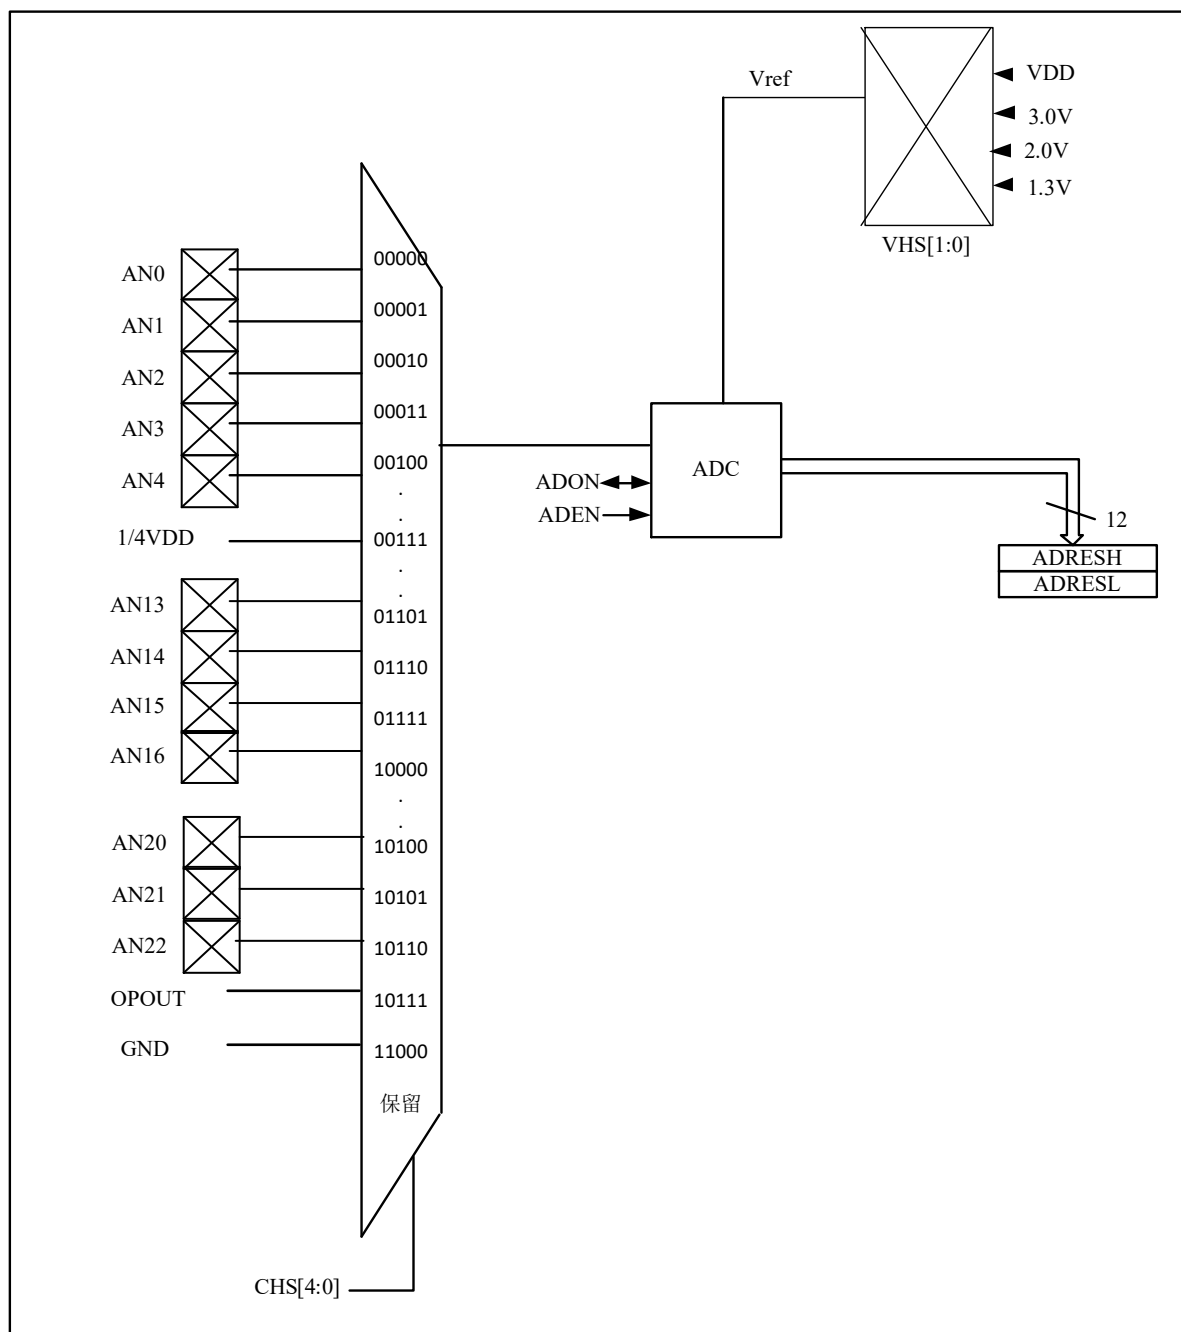 Vref
VDD
3.0V
2.0V
1.3V
VHS[1:0]
AN0
00000
AN1
00001
AN2
00010
AN3
00011
AN4
00100
.
.
1/4VDD
00111
.
.
AN13
01101
AN14
01110
AN15
01111
AN16
10000
.
.
AN20
10100
AN21
10101
AN22
10110
OPOUT
10111
GND
11000
保留
CHS[4:0]
ADC
ADON
ADEN
12
ADRESH
ADRESL